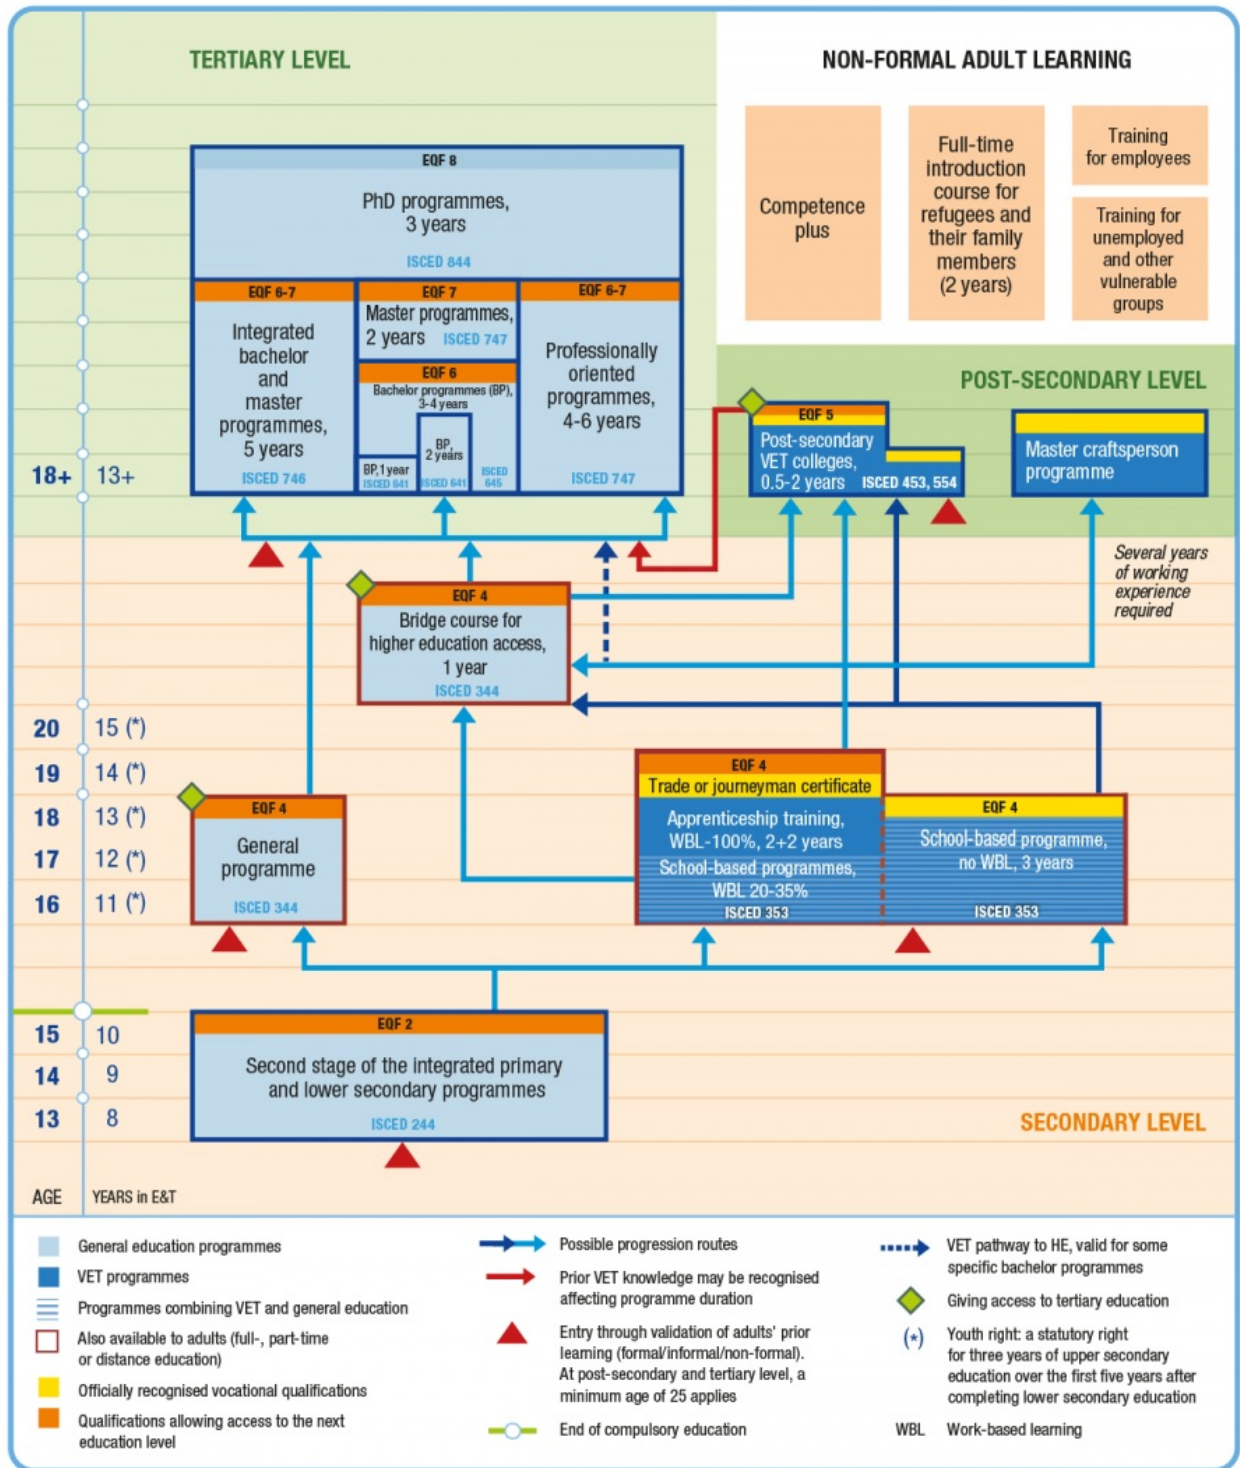 TERTIARY LEVEL
NON-FORMAL ADULT LEARNING
EQF 8
PhD programmes,
3 years
ISCED 844
EQF 6-7
Integrated
bachelor
and
master
programmes,
5 years
ISCED 746
EQF 7
Master programmes,
2 years ISCED 747
EQF 6
Bachelor programmes (BP),
3-4 years
BP, 1 year
ISCED 641
BP,
2 years
ISCED 641
ISCED
645
EQF 6-7
Professionally
oriented
programmes,
4-6 years
ISCED 747
Competence
plus
Full-time
introduction
course for
refugees and
their family
members
(2 years)
Training
for employees
Training for
unemployed
and other
vulnerable
groups
POST-SECONDARY LEVEL
EQF 5
Post-secondary
VET colleges,
0.5-2 years ISCED 453, 554
Master craftsperson
programme
18+ 13+
Several years
of working
experience
required
EQF 4
Bridge course for
higher education access,
1 year
ISCED 344
20 15 (*)
19 14 (*)
18 13 (*)
17 12 (*)
16 11 (*)
EQF 4
General
programme
ISCED 344
EQF 4
Trade or journeyman certificate
Apprenticeship training,
WBL-100%, 2+2 years
School-based programmes,
WBL 20-35%
ISCED 353
EQF 4
School-based programme,
no WBL, 3 years
ISCED 353
15 10
14 9
13 8
EQF 2
Second stage of the integrated primary
and lower secondary programmes
ISCED 244
SECONDARY LEVEL
AGE YEARS in E&T
General education programmes
VET programmes
Programmes combining VET and general education
Also available to adults (full-, part-time
or distance education)
Officially recognised vocational qualifications
Qualifications allowing access to the next
education level
Possible progression routes
Prior VET knowledge may be recognised
affecting programme duration
Entry through validation of adults' prior
learning (formal/informal/non-formal).
At post-secondary and tertiary level, a
minimum age of 25 applies
End of compulsory education
VET pathway to HE, valid for some
specific bachelor programmes
Giving access to tertiary education
(*) Youth right: a statutory right
for three years of upper secondary
education over the first five years after
completing lower secondary education
WBL Work-based learning